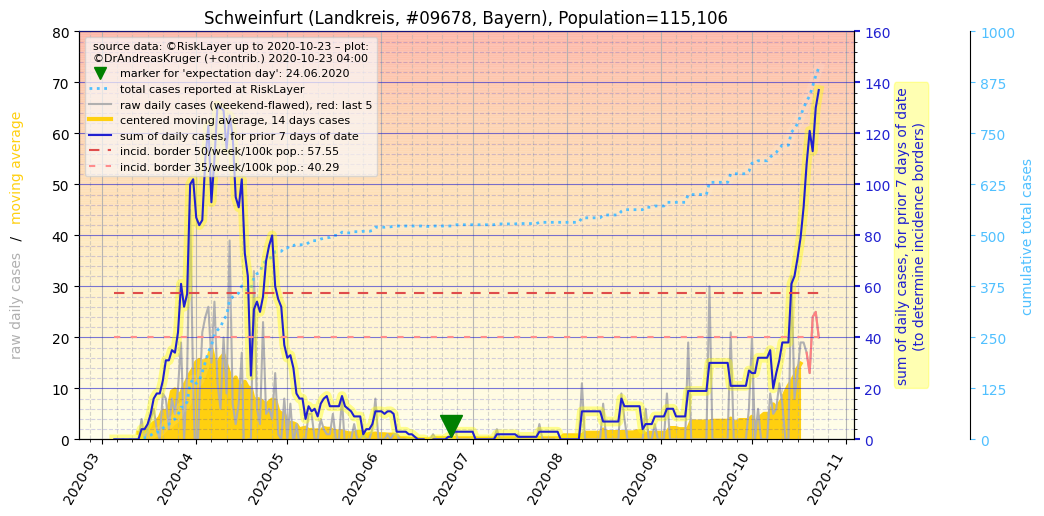 Schweinfurt (Landkreis, #09678, Bayern), Population=115,106
source data: ©RiskLayer up to 2020-10-23 – plot:
©DrAndreasKruger (+contrib.) 2020-10-23 04:00
marker for 'expectation day': 24.06.2020
total cases reported at RiskLayer
raw daily cases (weekend-flawed), red: last 5
centered moving average, 14 days cases
sum of daily cases, for prior 7 days of date
incid. border 50/week/100k pop.: 57.55
incid. border 35/week/100k pop.: 40.29
raw daily cases / moving average
80
70
60
50
40
30
20
10
0
160
140
120
100
80
60
40
20
0
sum of daily cases, for prior 7 days of date
(to determine incidence borders)
1000
875
750
625
500
375
250
125
0
cumulative total cases
2020-03
2020-04
2020-05
2020-06
2020-07
2020-08
2020-09
2020-10
2020-11